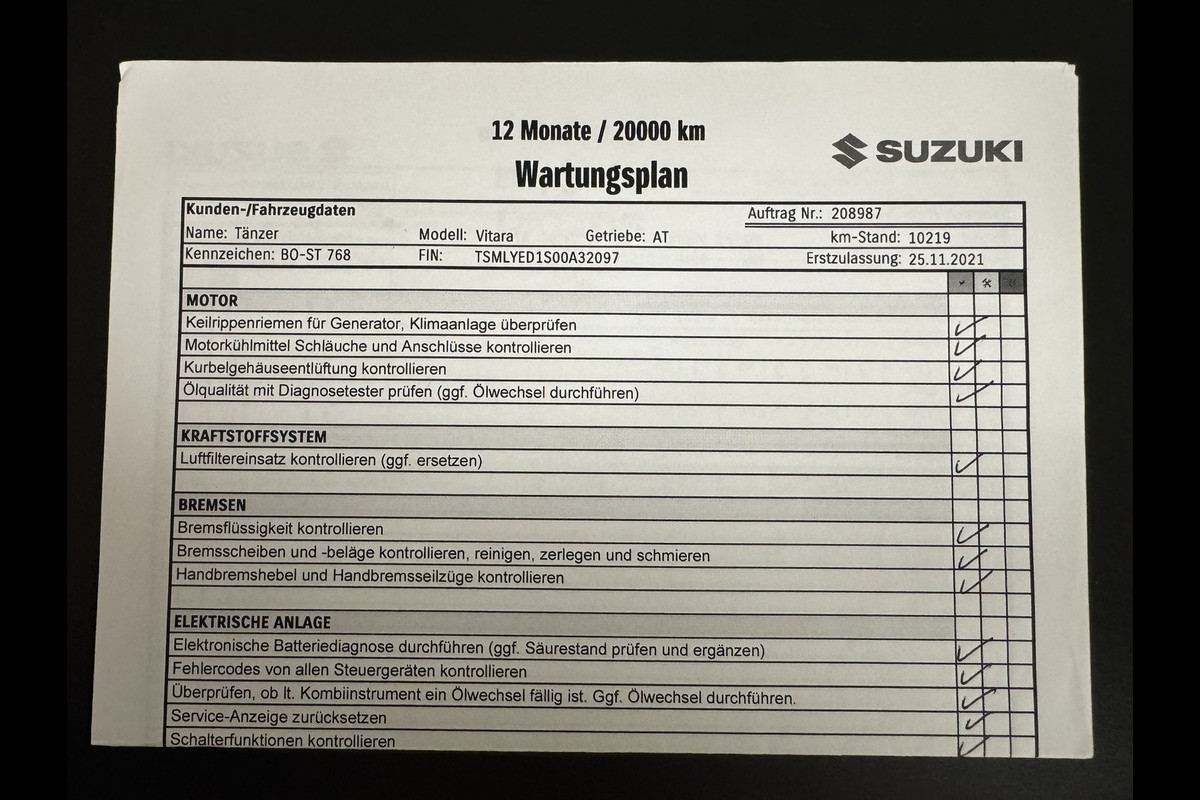 12 Monate / 20000 km
SUZUKI
Wartungsplan
Kunden-/Fahrzeugdaten Auftrag Nr.: 208987
Name: Tänzer Modell: Vitara Getriebe: AT km-Stand: 10219
Kennzeichen: BO-ST 768 FIN: TSMLYED1S00A32097 Erstzulassung: 25.11.2021
MOTOR
Keilrippenriemen für Generator, Klimaanlage überprüfen
Motorkühlmittel Schläuche und Anschlüsse kontrollieren
Kurbelgehäuseentlüftung kontrollieren
Ölqualität mit Diagnosetester prüfen (ggf. Ölwechsel durchführen)
KRAFTSTOFFSYSTEM
Luftfiltereinsatz kontrollieren (ggf. ersetzen)
BREMSEN
Bremsflüssigkeit kontrollieren
Bremsscheiben und -beläge kontrollieren, reinigen, zerlegen und schmieren
Handbremshebel und Handbremsseilzüge kontrollieren
ELEKTRISCHE ANLAGE
Elektronische Batteriediagnose durchführen (ggf. Säurestand prüfen und ergänzen)
Fehlercodes von allen Steuergeräten kontrollieren
Überprüfen, ob lt. Kombiinstrument ein Ölwechsel fällig ist. Ggf. Ölwechsel durchführen.
Service-Anzeige zurücksetzen
Schalterfunktionen kontrollieren